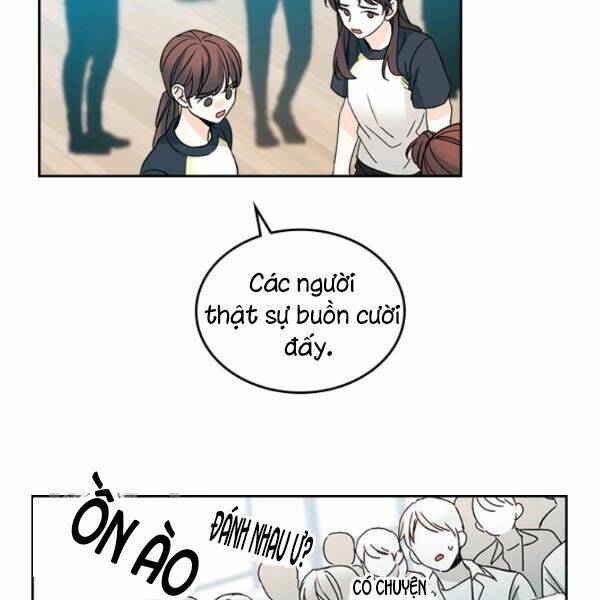 Các người
thật sự buồn cười
đấy.
ỒN ÀO
ĐÁNH NHAU Ư?
CÓ CHUYỆN